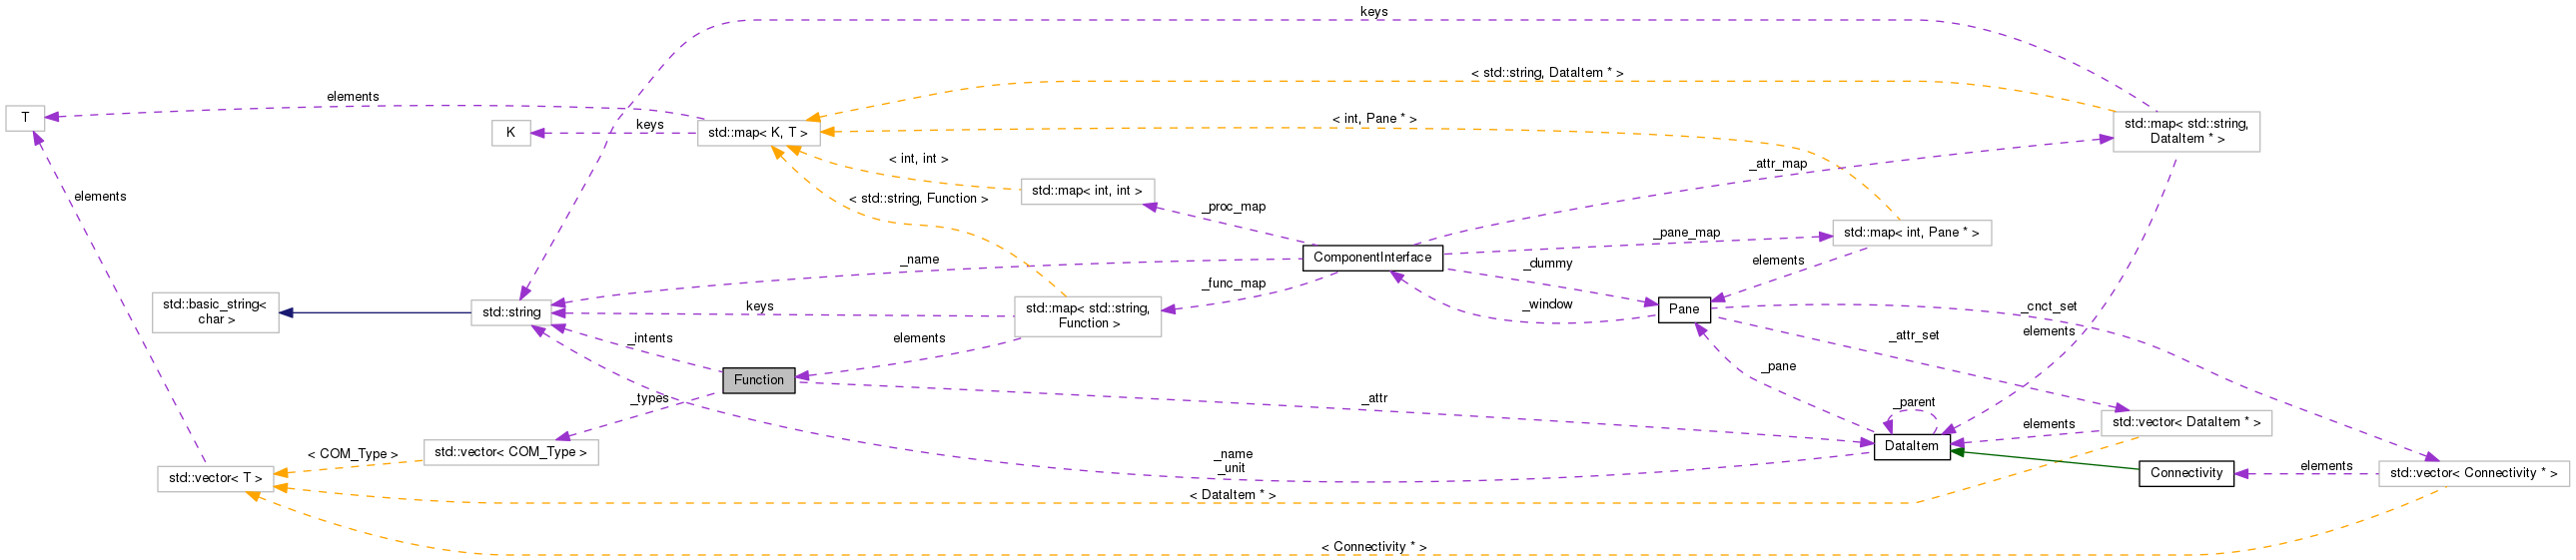 keys
< std::string, DataItem * >
elements
T
keys
K
std::map< K, T >
< int, Pane * >
std::map< std::string,
DataItem * >
< int, int >
_attr_map
elements
std::map< int, int >
< std::string, Function >
_proc_map
_pane_map
std::map< int, Pane * >
ComponentInterface
_name
_dummy
elements
_func_map
std::basic_string<
char >
std::string
keys
std::map< std::string,
Function >
_window
Pane
_cnct_set
_intents
elements
_attr_set
elements
Function
_pane
_types
_attr
_parent
std::vector< DataItem * >
elements
DataItem
std::vector< COM_Type >
< COM_Type >
_name
_unit
std::vector< T >
Connectivity
elements
std::vector< Connectivity * >
< DataItem * >
< Connectivity * >